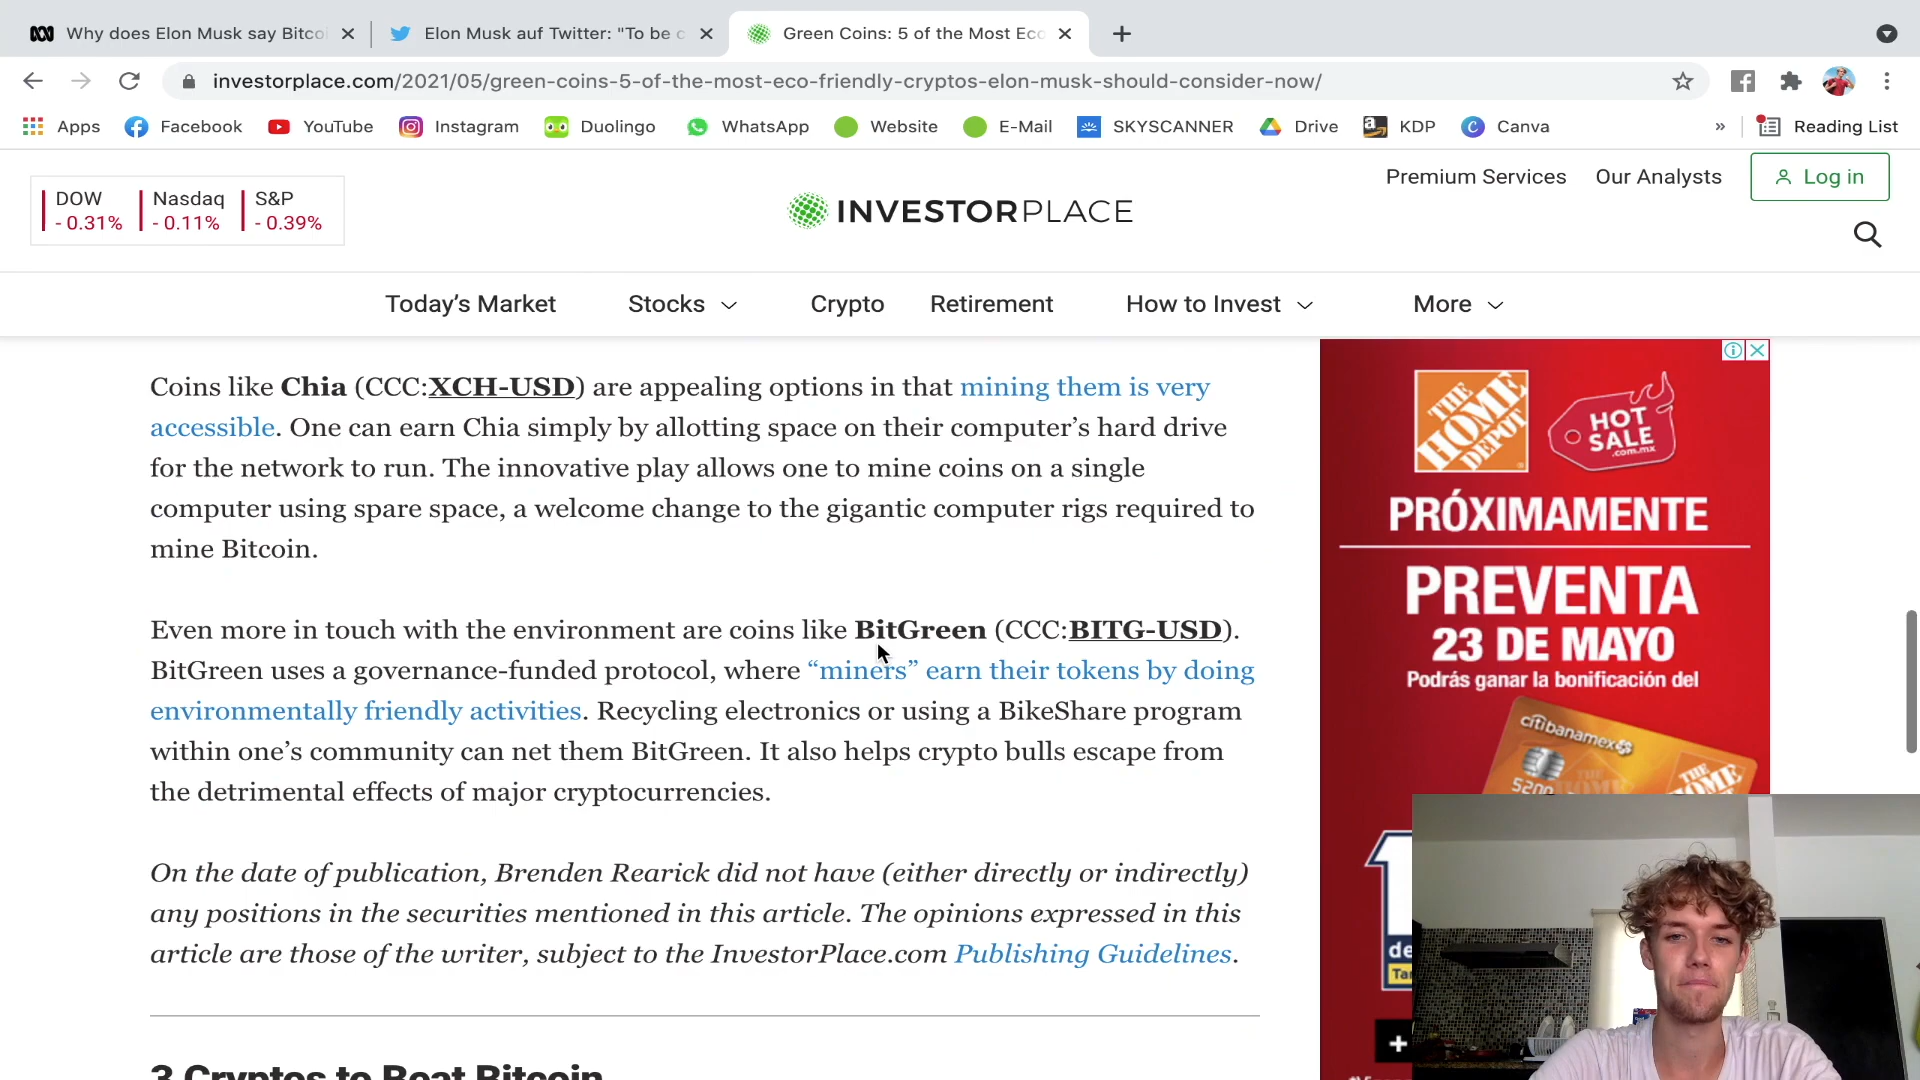 Why does Elon Musk say Bitco
Elon Musk auf Twitter: "To be c
Green Coins: 5 of the Most Eco
investorplace.com/2021/05/green-coins-5-of-the-most-eco-friendly-cryptos-elon-musk-should-consider-now/
Apps Facebook YouTube Instagram Duolingo WhatsApp Website E-Mail SKYSCANNER Drive KDP Canva » Reading List
Premium Services Our Analysts Log in
DOW Nasdaq S&P
- 0.31% - 0.11% - 0.39%
INVESTORPLACE
Today's Market Stocks Crypto Retirement How to Invest More
Coins like Chia (CCC:XCH-USD) are appealing options in that mining them is very
accessible. One can earn Chia simply by allotting space on their computer's hard drive
for the network to run. The innovative play allows one to mine coins on a single
computer using spare space, a welcome change to the gigantic computer rigs required to
mine Bitcoin.
Even more in touch with the environment are coins like BitGreen (CCC:BITG-USD).
BitGreen uses a governance-funded protocol, where “miners” earn their tokens by doing
environmentally friendly activities. Recycling electronics or using a BikeShare program
within one's community can net them BitGreen. It also helps crypto bulls escape from
the detrimental effects of major cryptocurrencies.
On the date of publication, Brenden Rearick did not have (either directly or indirectly)
any positions in the securities mentioned in this article. The opinions expressed in this
article are those of the writer, subject to the InvestorPlace.com Publishing Guidelines.
3 Cryptos to Beat Bitcoin
THE HOME DEPOT
HOT SALE .com.mx
PRÓXIMAMENTE
PREVENTA
23 DE MAYO
Podrás ganar la bonificación del
citibanamex
THE
5200
1
de
Tar